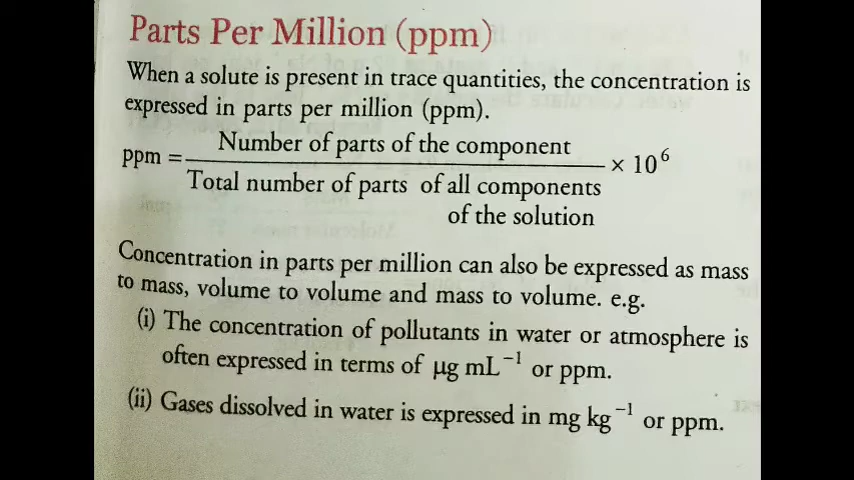 Parts Per Million (ppm)
When a solute is present in trace quantities, the concentration is
expressed in parts per million (ppm).
ppm = Number of parts of the component / Total number of parts of all components of the solution × 10⁶
Concentration in parts per million can also be expressed as mass
to mass, volume to volume and mass to volume. e.g.
(i) The concentration of pollutants in water or atmosphere is
often expressed in terms of µg mL⁻¹ or ppm.
(ii) Gases dissolved in water is expressed in mg kg⁻¹ or ppm.